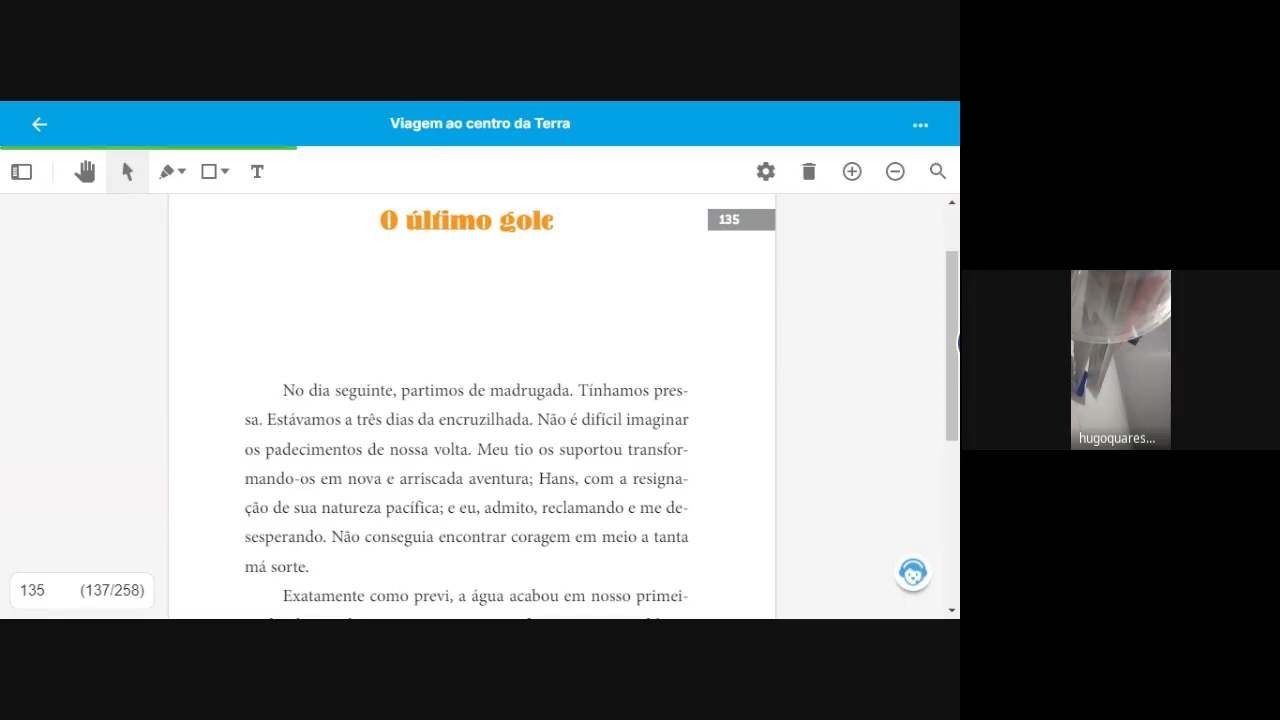 Viagem ao centro da Terra
O último gole
135
No dia seguinte, partimos de madrugada. Tínhamos pres-
sa. Estávamos a três dias da encruzilhada. Não é difícil imaginar
os padecimentos de nossa volta. Meu tio os suportou transfor-
mando-os em nova e arriscada aventura; Hans, com a resigna-
ção de sua natureza pacífica; e eu, admito, reclamando e me de-
sesperando. Não conseguia encontrar coragem em meio a tanta
má sorte.
Exatamente como previ, a água acabou em nosso primei-
135 (137/258)
hugoquares...